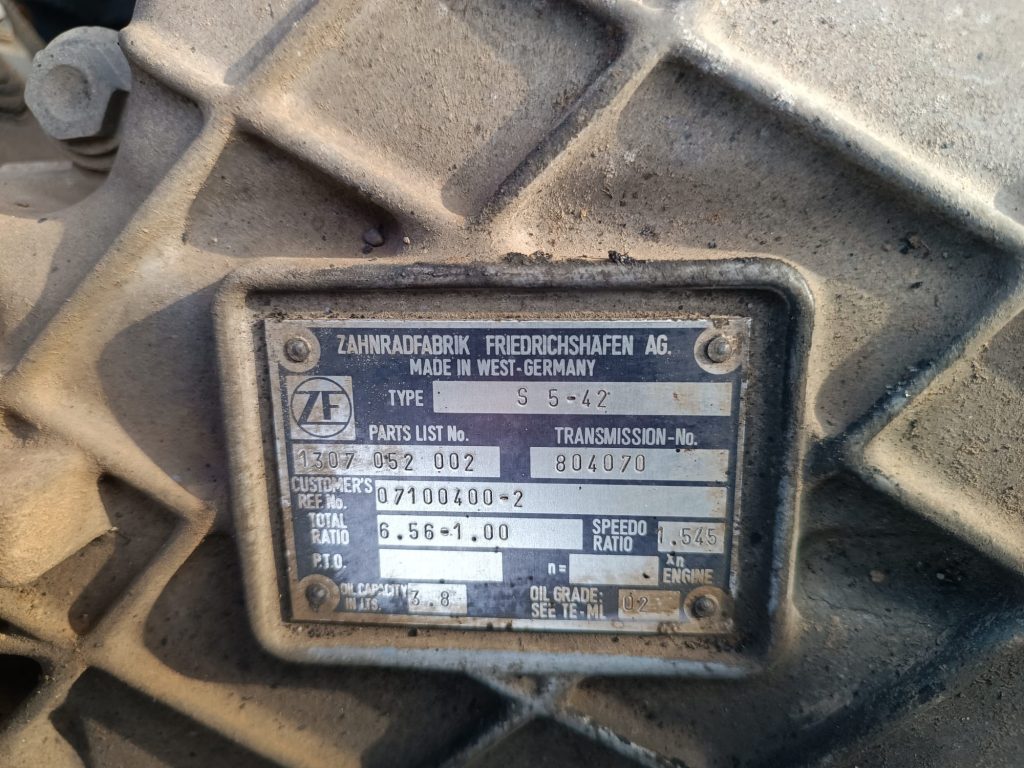 ZAHNRADFABRIK FRIEDRICHSHAFEN AG.
MADE IN WEST-GERMANY
TYPE S 5-42
ZF
PARTS LIST No. TRANSMISSION-No.
1307 052 002 804070
CUSTOMER'S
REF. No. 07100400-2
TOTAL
RATIO 6.56-1.00 SPEEDO
RATIO 1.545
P.T.O. n= xn
ENGINE
OIL CAPACITY
IN LTS. 3.8 OIL GRADE:
SEE TE-ML 02